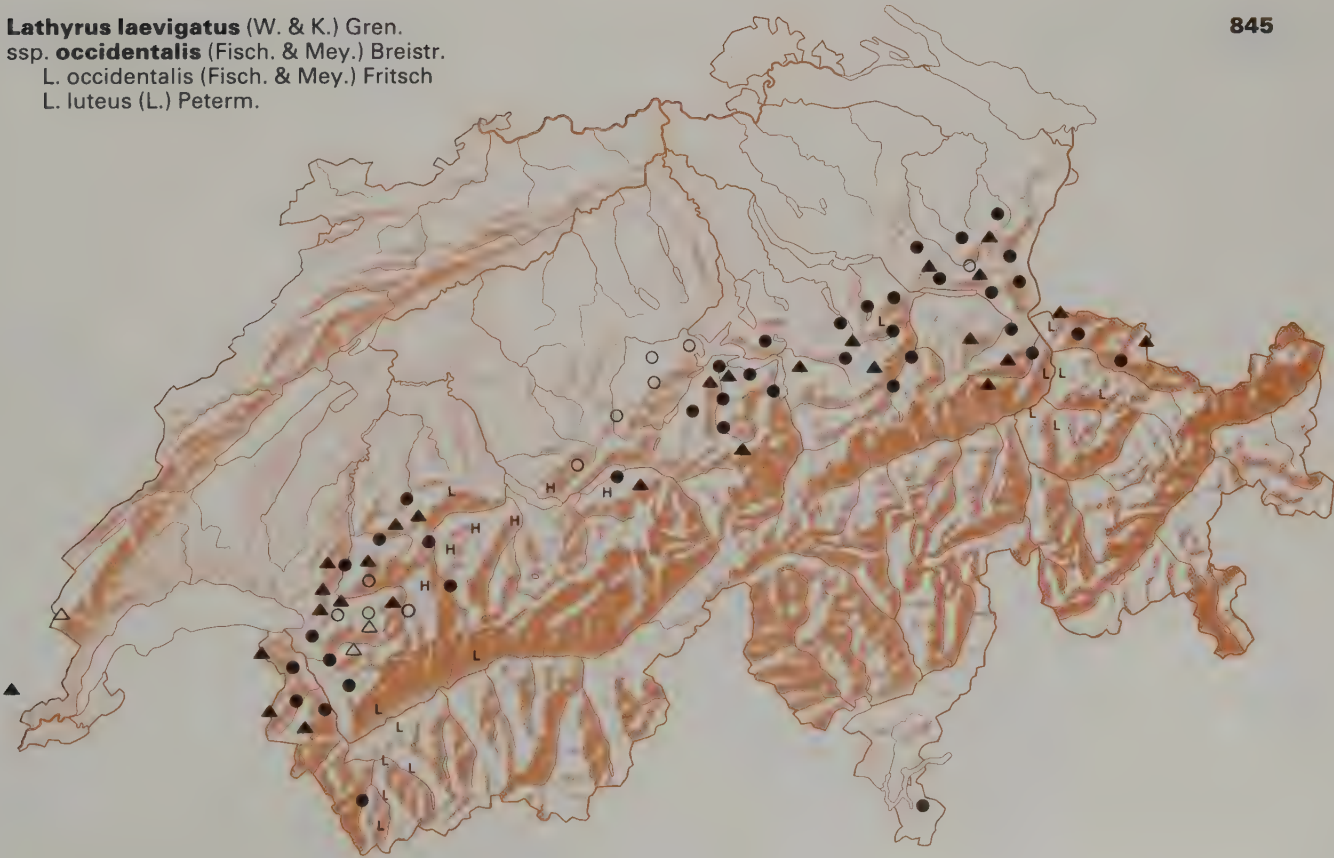 Lathyrus laevigatus (W. & K.) Gren.
ssp. occidentalis (Fisch. & Mey.) Breistr.
L. occidentalis (Fisch. & Mey.) Fritsch
L. luteus (L.) Peterm.
845
L
L
L
L
L
L
L
L
L
H
H
H
H
H
H
L
L
L
L
L
L
L